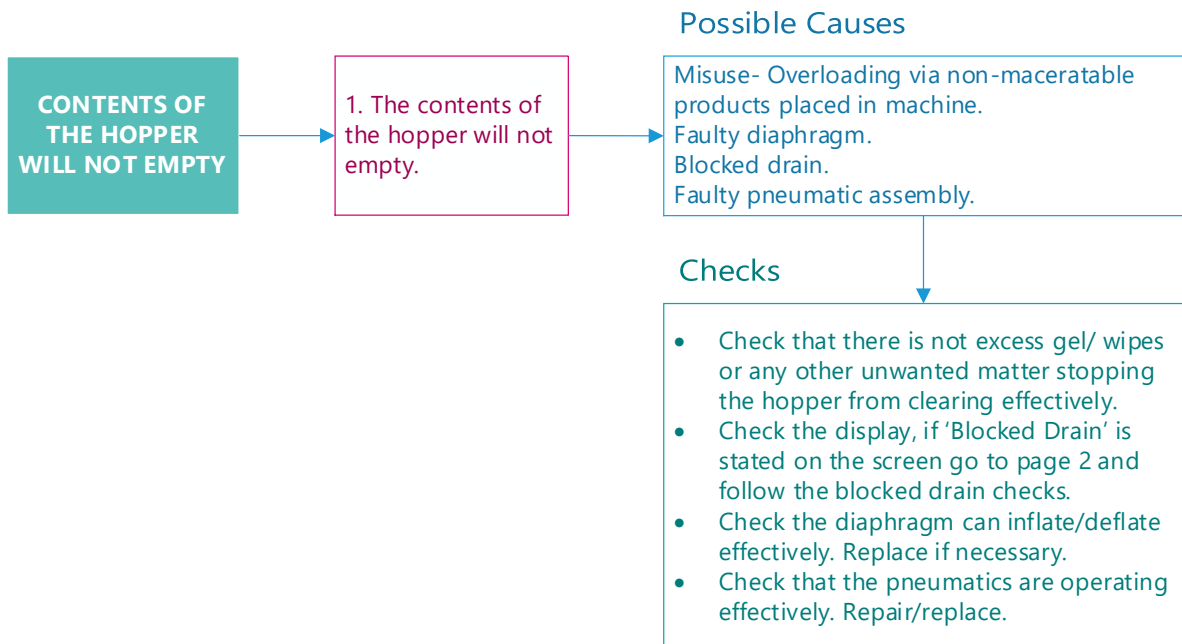 Possible Causes
CONTENTS OF
THE HOPPER
WILL NOT EMPTY
1. The contents of
the hopper will not
empty.
Misuse- Overloading via non-maceratable
products placed in machine.
Faulty diaphragm.
Blocked drain.
Faulty pneumatic assembly.
Checks
• Check that there is not excess gel/ wipes
or any other unwanted matter stopping
the hopper from clearing effectively.
• Check the display, if ‘Blocked Drain’ is
stated on the screen go to page 2 and
follow the blocked drain checks.
• Check the diaphragm can inflate/deflate
effectively. Replace if necessary.
• Check that the pneumatics are operating
effectively. Repair/replace.